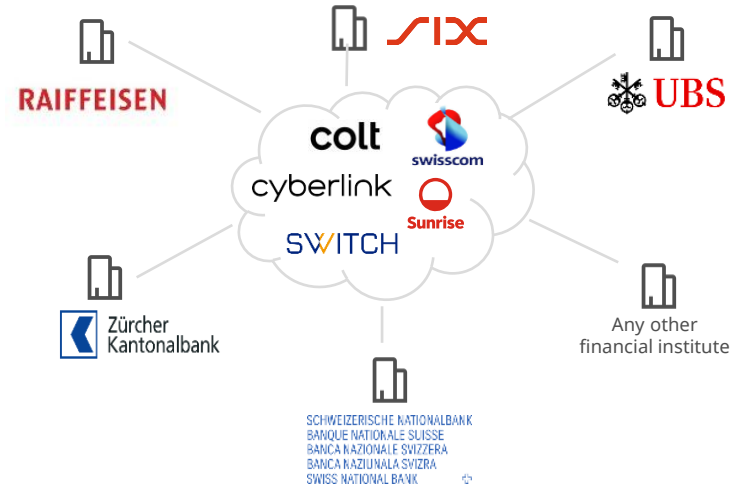 SIX
RAIFFEISEN
UBS
colt
swisscom
cyberlink
Sunrise
SWITCH
Zürcher
Kantonalbank
Any other
financial institute
SCHWEIZERISCHE NATIONALBANK
BANQUE NATIONALE SUISSE
BANCA NAZIONALE SVIZZERA
BANCA NAZIUNALA SVIZRA
SWISS NATIONAL BANK